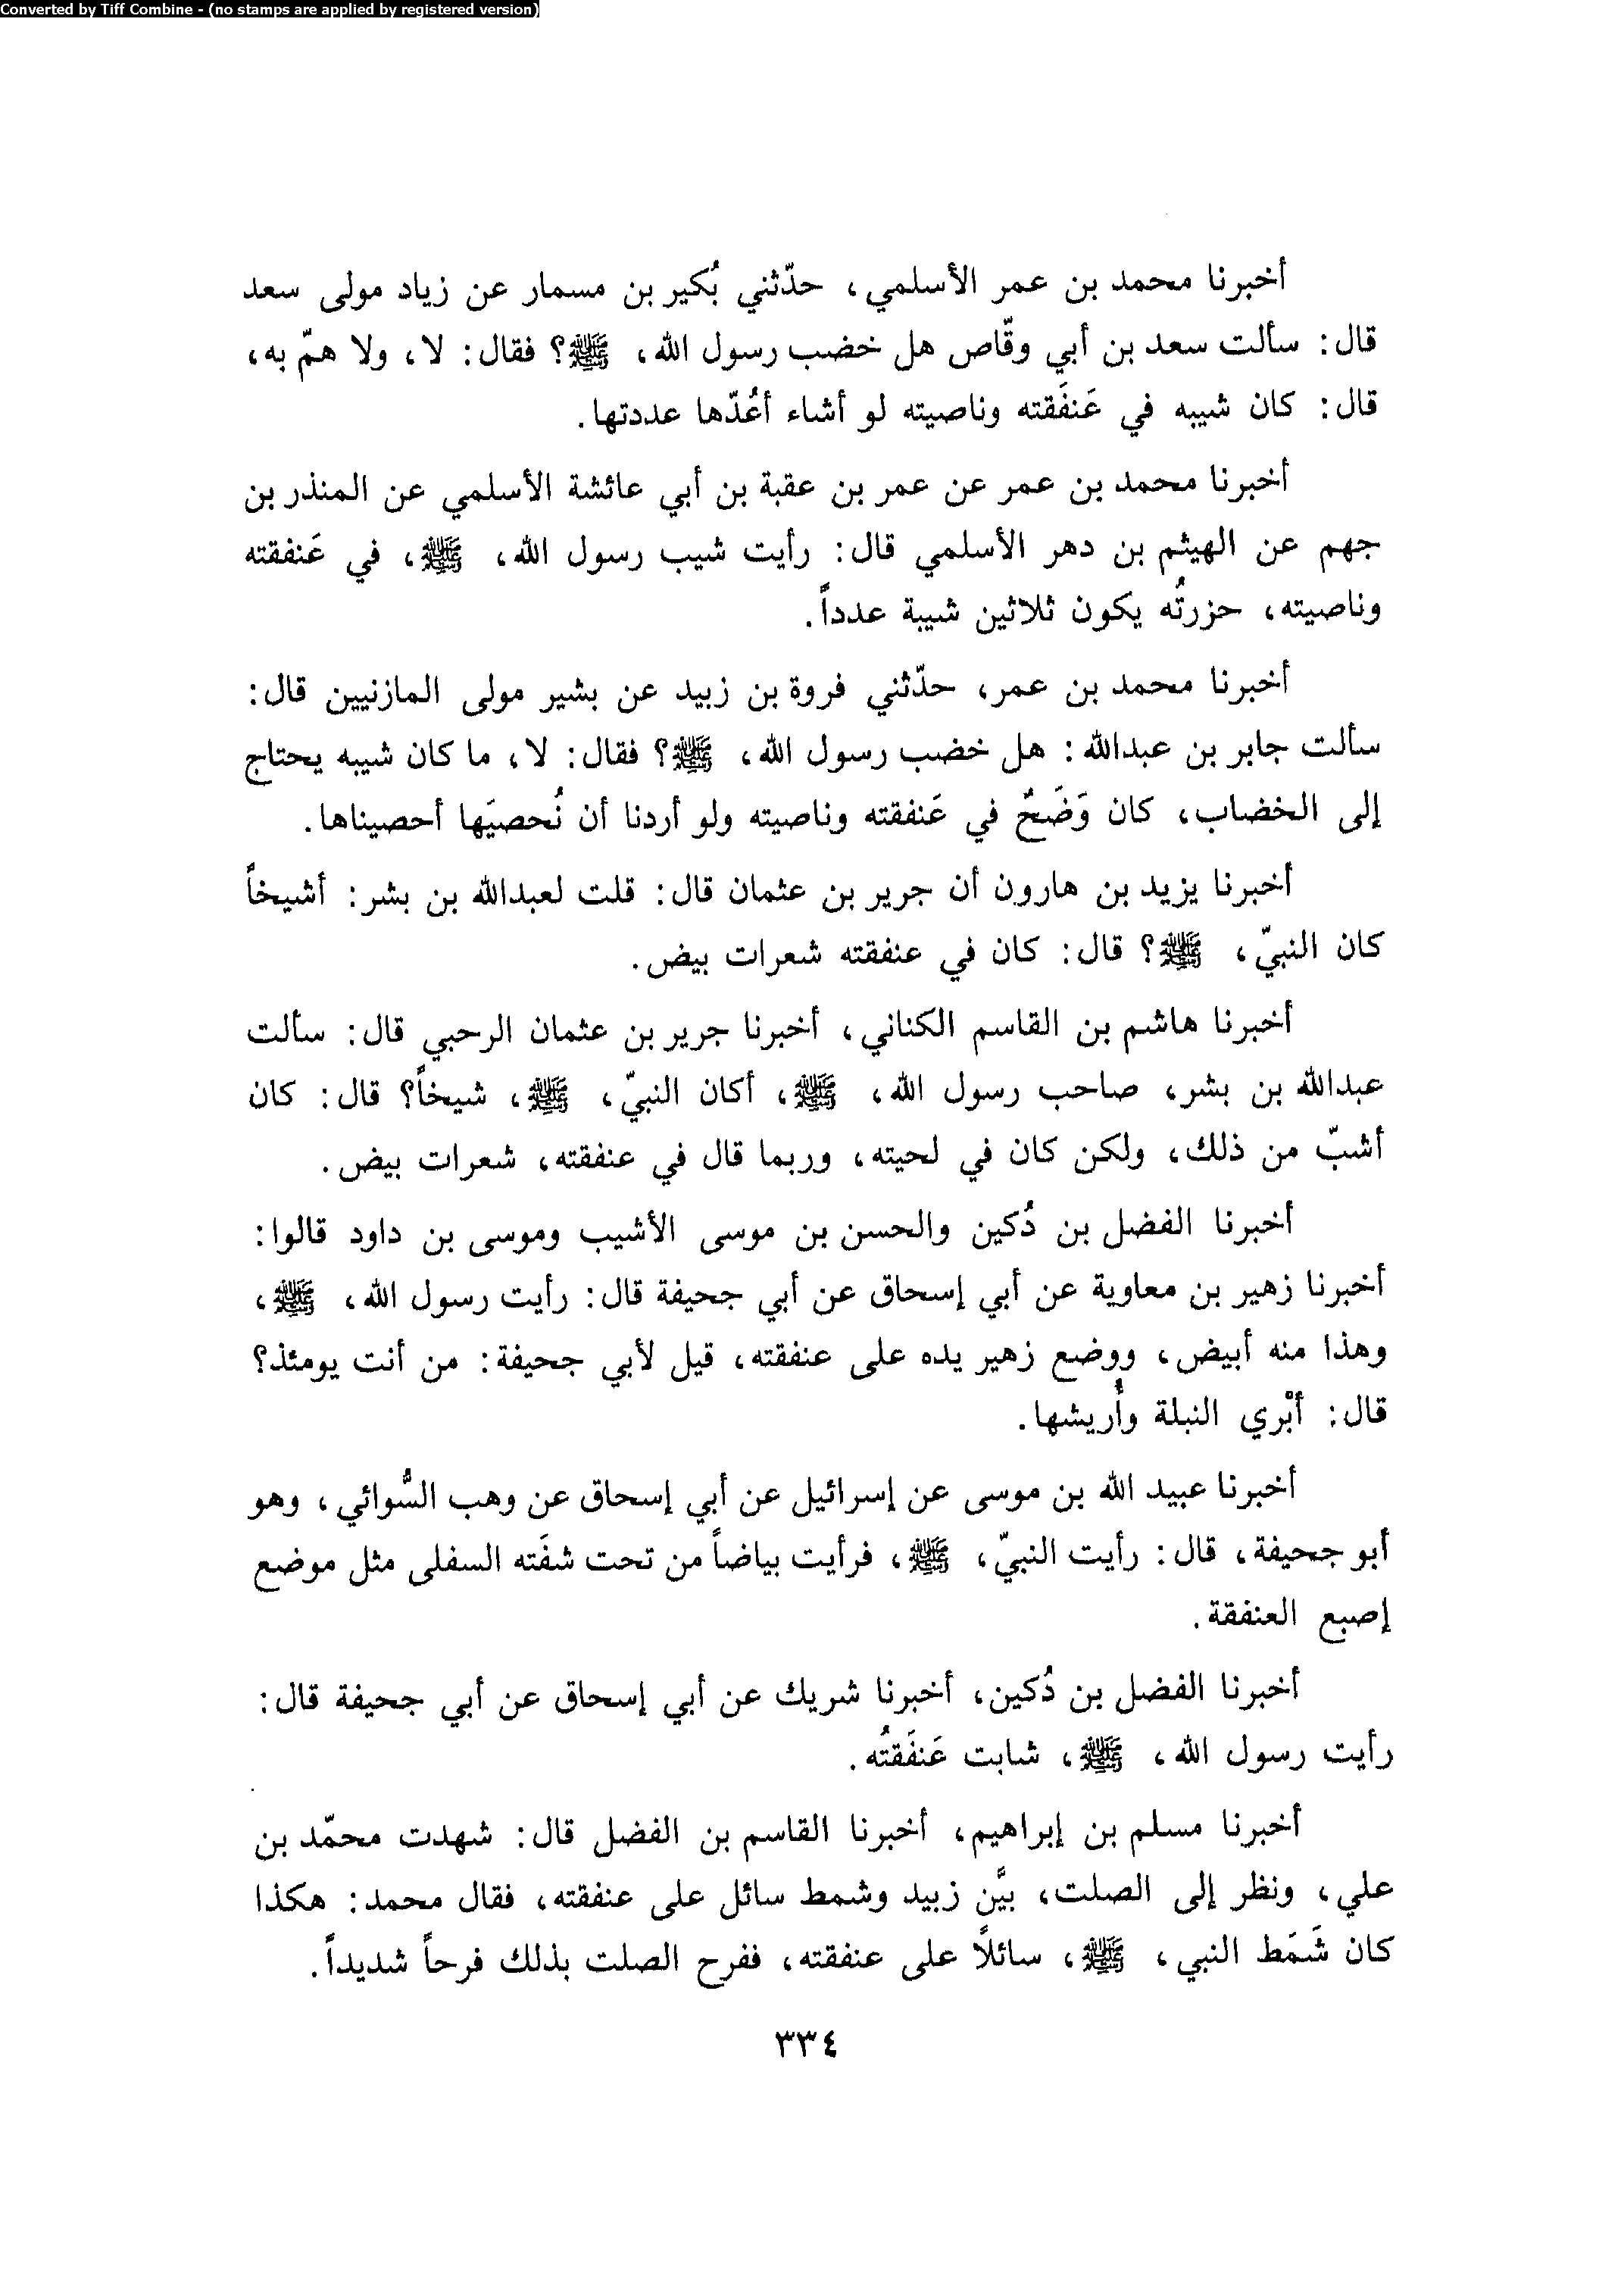 Converted by Tiff Combine - (no stamps are applied by registered version)
أخبرنا محمد بن عمر الأسلمي، حدّثني بُكير بن مسمار عن زياد مولى سعد
قال: سألت سعد بن أبي وقّاص هل خضب رسول الله، ﷺ؟ فقال: لا، ولا همّ به،
قال: كان شيبه في عَنفَقته وناصيته لو أشاء أعُدّها عددتها.
أخبرنا محمد بن عمر عن عمر بن عقبة بن أبي عائشة الأسلمي عن المنذر بن
جهم عن الهيثم بن دهر الأسلمي قال: رأيت شيب رسول الله، ﷺ، في عَنفقته
وناصيته، حزرتُه يكون ثلاثين شيبة عدداً.
أخبرنا محمد بن عمر، حدّثني فروة بن زبيد عن بشير مولى المازنيين قال:
سألت جابر بن عبدالله: هل خضب رسول الله، ﷺ؟ فقال: لا، ما كان شيبه يحتاج
إلى الخضاب، كان وَضَحٌ في عَنفقته وناصيته ولو أردنا أن نُحصيَها أحصيناها.
أخبرنا يزيد بن هارون أن جرير بن عثمان قال: قلت لعبدالله بن بشر: أشيخاً
كان النبيّ، ﷺ؟ قال: كان في عنفقته شعرات بيض.
أخبرنا هاشم بن القاسم الكناني، أخبرنا جرير بن عثمان الرحبي قال: سألت
عبدالله بن بشر، صاحب رسول الله، ﷺ، أكان النبيّ، ﷺ، شيخاً؟ قال: كان
أشبّ من ذلك، ولكن كان في لحيته، وربما قال في عنفقته، شعرات بيض.
أخبرنا الفضل بن دُكين والحسن بن موسى الأشيب وموسى بن داود قالوا:
أخبرنا زهير بن معاوية عن أبي إسحاق عن أبي جحيفة قال: رأيت رسول الله، ﷺ،
وهذا منه أبيض، ووضع زهير يده على عنفقته، قيل لأبي جحيفة: من أنت يومئذ؟
قال: أبْري النبلة وأُريشها.
أخبرنا عبيد الله بن موسى عن إسرائيل عن أبي إسحاق عن وهب السُّوائي، وهو
أبو جحيفة، قال: رأيت النبيّ، ﷺ، فرأيت بياضاً من تحت شفَته السفلى مثل موضع
إصبع العنفقة.
أخبرنا الفضل بن دُكين، أخبرنا شريك عن أبي إسحاق عن أبي جحيفة قال:
رأيت رسول الله، ﷺ، شابت عَنفَقتُه.
أخبرنا مسلم بن إبراهيم، أخبرنا القاسم بن الفضل قال: شهدت محمّد بن
علي، ونظر إلى الصلت، بيَّن زبيد وشمط سائل على عنفقته، فقال محمد: هكذا
كان شَمَط النبي، ﷺ، سائلاً على عنفقته، ففرح الصلت بذلك فرحاً شديداً.
٣٣٤